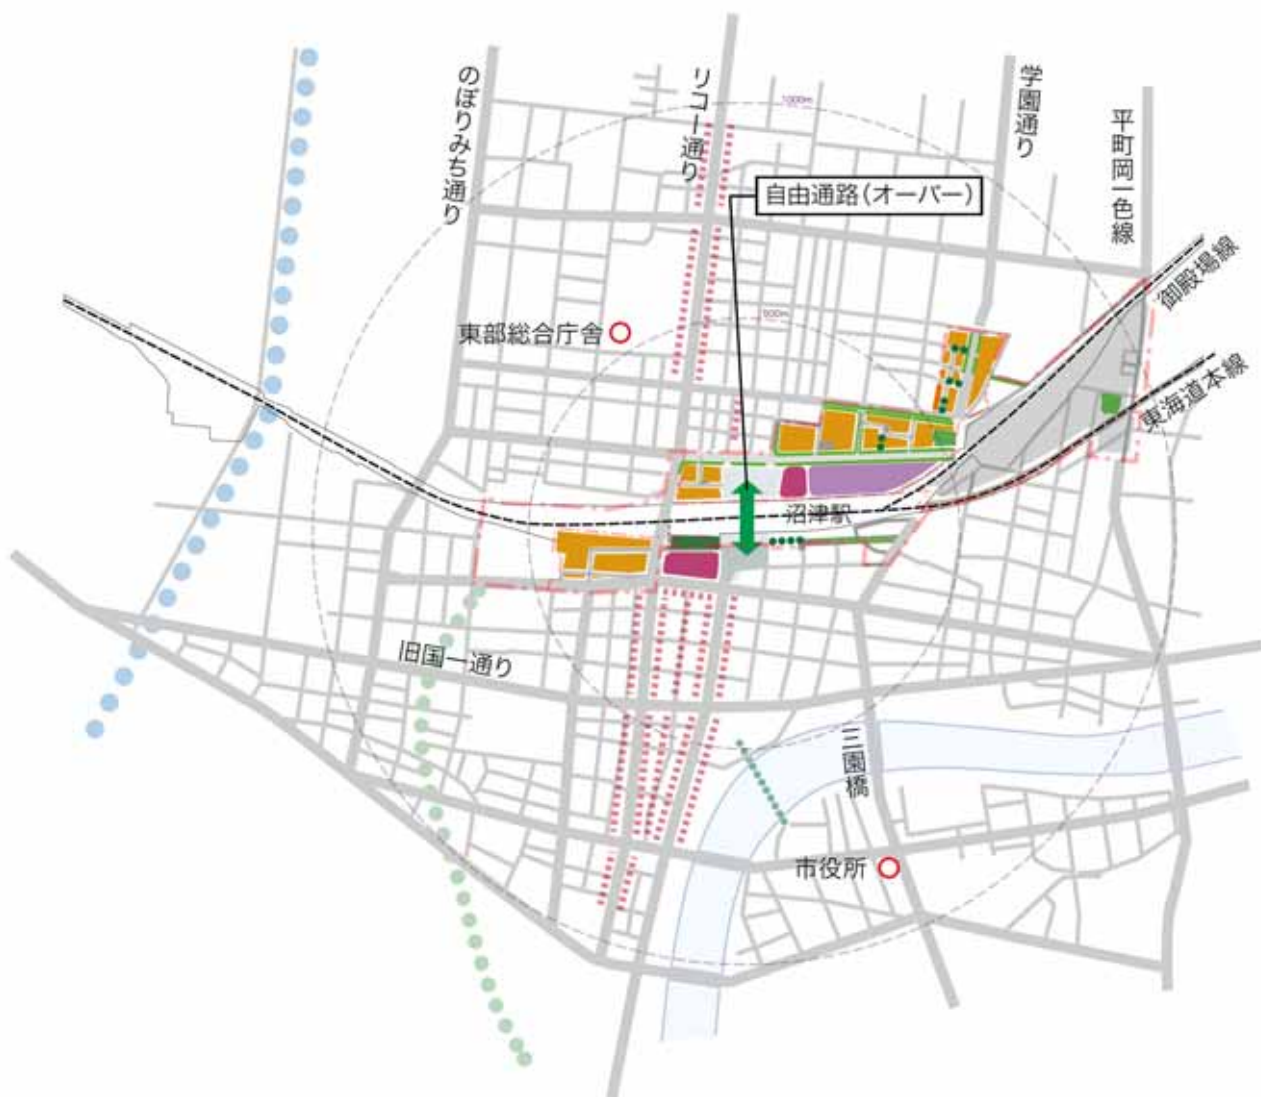 のぼりみち通り
リコー通り
学園通り
平町岡一色線
1000m
自由通路(オーバー)
御殿場線
500m
東部総合庁舎
東海道本線
沼津駅
旧国一通り
三園橋
市役所